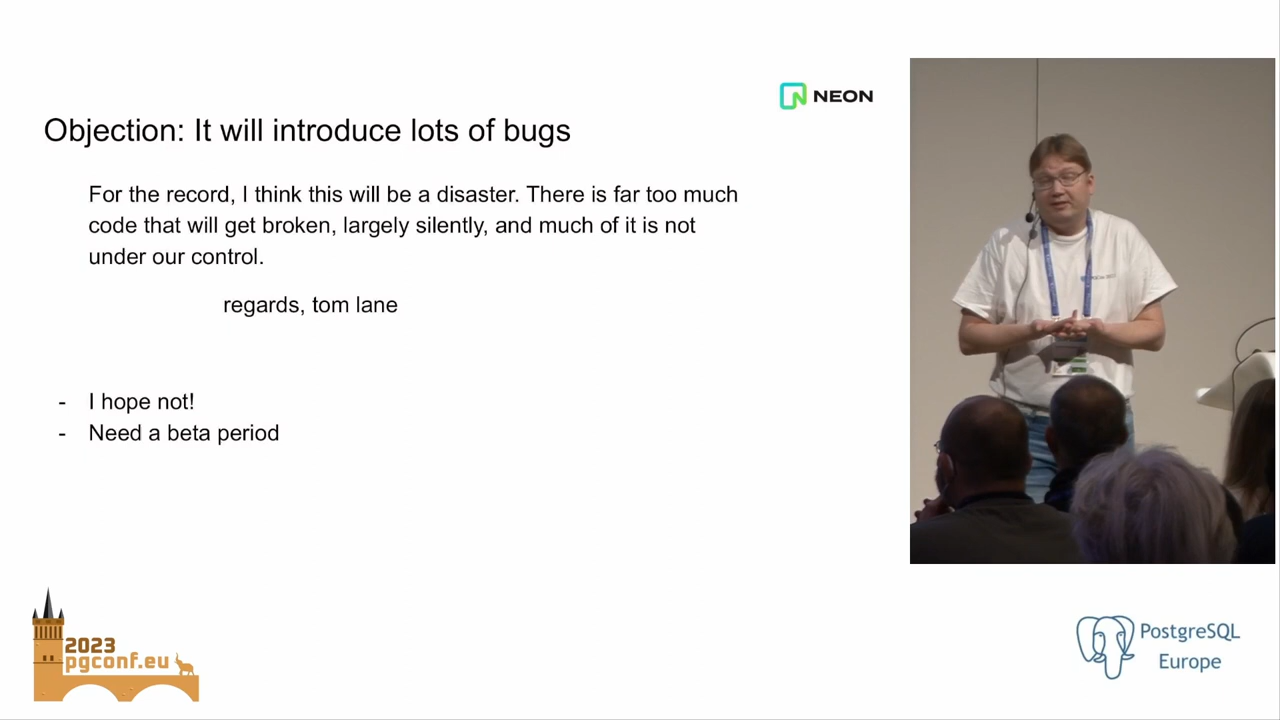 NEON
Objection: It will introduce lots of bugs
For the record, I think this will be a disaster. There is far too much
code that will get broken, largely silently, and much of it is not
under our control.
regards, tom lane
- I hope not!
- Need a beta period
2023
pgconf.eu
PostgreSQL
Europe